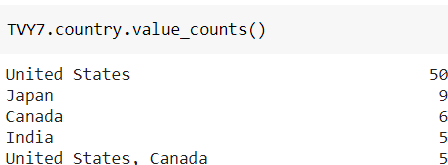 TVY7.country.value_counts()
United States 50
Japan 9
Canada 6
India 5
United States, Canada 5